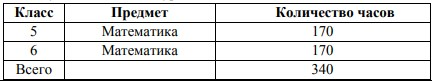 Класс Предмет Количество часов
5 Математика 170
6 Математика 170
Всего 340